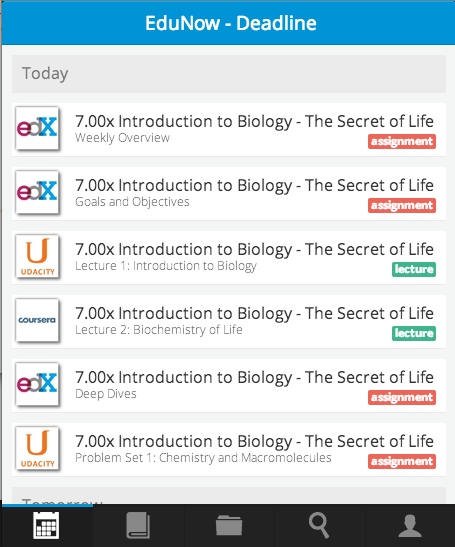 EduNow - Deadline
Today
edX
7.00x Introduction to Biology - The Secret of Life
Weekly Overview
assignment
edX
7.00x Introduction to Biology - The Secret of Life
Goals and Objectives
assignment
UDACITY
7.00x Introduction to Biology - The Secret of Life
Lecture 1: Introduction to Biology
lecture
coursera
7.00x Introduction to Biology - The Secret of Life
Lecture 2: Biochemistry of Life
lecture
edX
7.00x Introduction to Biology - The Secret of Life
Deep Dives
assignment
UDACITY
7.00x Introduction to Biology - The Secret of Life
Problem Set 1: Chemistry and Macromolecules
assignment
Tomorrow